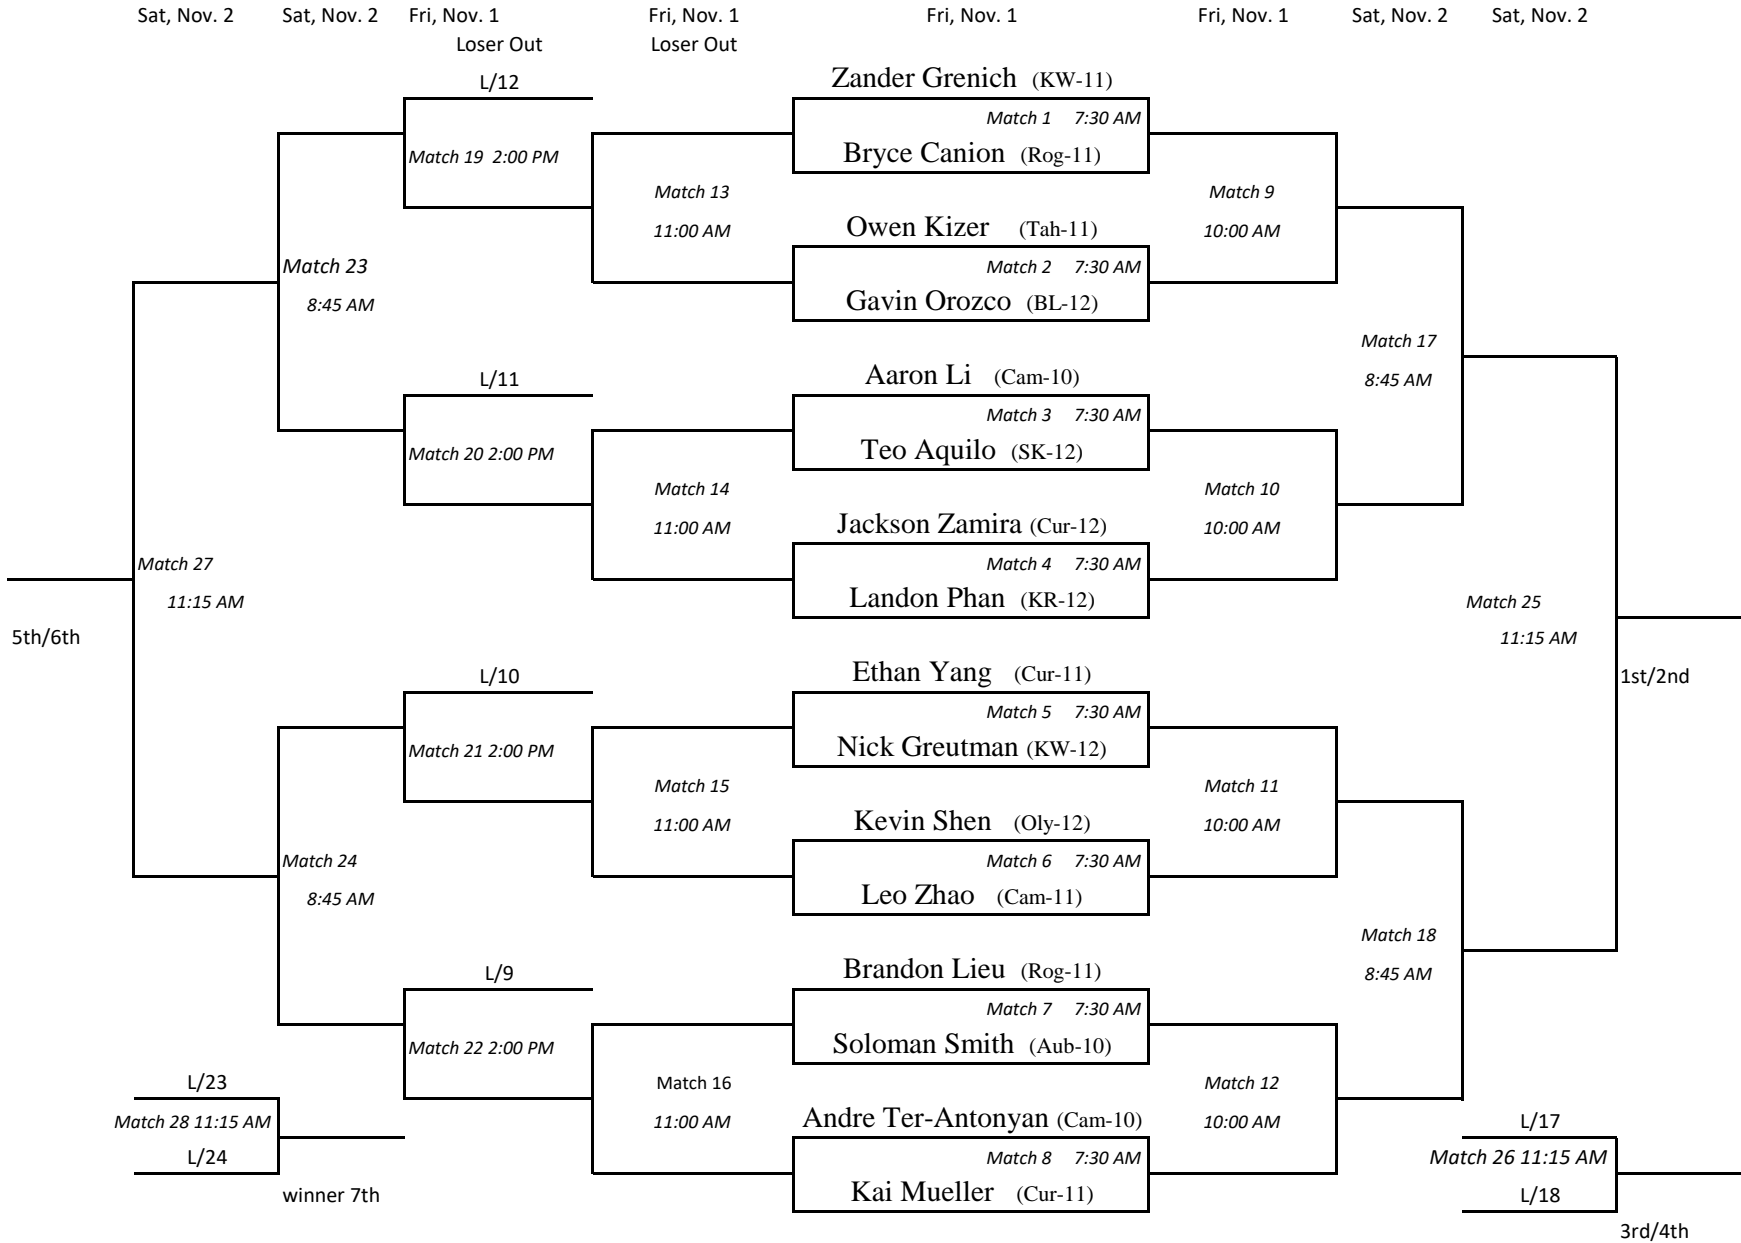 Sat, Nov. 2 Sat, Nov. 2 Fri, Nov. 1 Fri, Nov. 1 Fri, Nov. 1 Fri, Nov. 1 Sat, Nov. 2 Sat, Nov. 2
Loser Out Loser Out
L/12 Zander Grenich (KW-11)
Match 1 7:30 AM
Match 19 2:00 PM Bryce Canion (Rog-11)
Match 13 Match 9
11:00 AM Owen Kizer (Tah-11) 10:00 AM
Match 23 Match 2 7:30 AM
8:45 AM Gavin Orozco (BL-12)
Match 17
L/11 Aaron Li (Cam-10) 8:45 AM
Match 3 7:30 AM
Match 20 2:00 PM Teo Aquilo (SK-12)
Match 14 Match 10
11:00 AM Jackson Zamira (Cur-12) 10:00 AM
Match 27 Match 4 7:30 AM
11:15 AM Landon Phan (KR-12) Match 25
5th/6th 11:15 AM
L/10 Ethan Yang (Cur-11) 1st/2nd
Match 5 7:30 AM
Match 21 2:00 PM Nick Greutman (KW-12)
Match 15 Match 11
11:00 AM Kevin Shen (Oly-12) 10:00 AM
Match 24 Match 6 7:30 AM
8:45 AM Leo Zhao (Cam-11)
Match 18
L/9 Brandon Lieu (Rog-11) 8:45 AM
Match 7 7:30 AM
Match 22 2:00 PM Soloman Smith (Aub-10)
L/23 Match 16 Match 12
Match 28 11:15 AM 11:00 AM Andre Ter-Antonyan (Cam-10) 10:00 AM L/17
L/24 Match 8 7:30 AM Match 26 11:15 AM
winner 7th Kai Mueller (Cur-11) L/18
3rd/4th